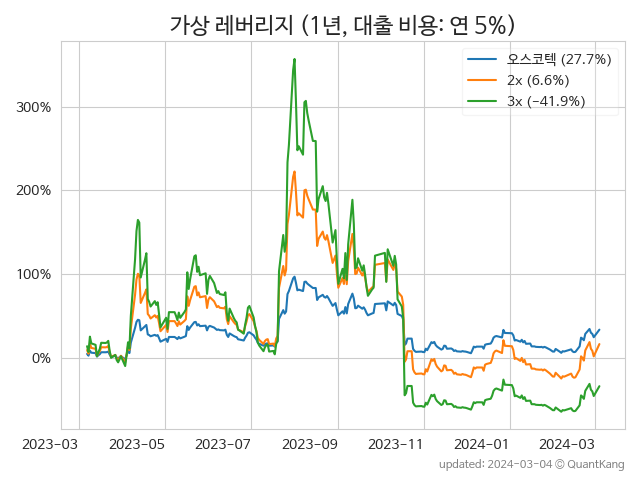 가상 레버리지 (1년, 대출 비용: 연 5%)
오스코텍 (27.7%)
2x (6.6%)
3x (−41.9%)
300%
200%
100%
0%
2023−03 2023−05 2023−07 2023−09 2023−11 2024−01 2024−03
updated: 2024-03-04 © QuantKang